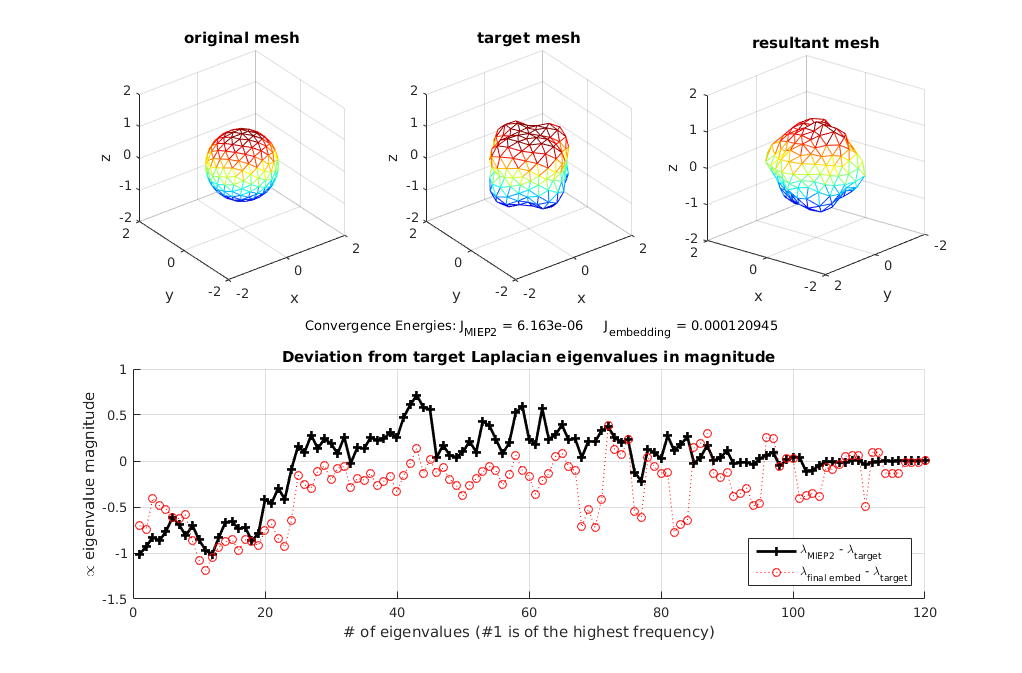 original mesh
target mesh
resultant mesh
2
1
0
-1
-2
z
2
0
-2
y
-2
0
2
x
2
1
0
-1
-2
z
2
0
-2
y
-2
0
2
x
2
1
0
-1
-2
z
2
0
-2
x
2
0
-2
y
Convergence Energies: J_MIEP2 = 6.163e-06 J_embedding = 0.000120945
Deviation from target Laplacian eigenvalues in magnitude
∝ eigenvalue magnitude
1
0.5
0
-0.5
-1
-1.5
0 20 40 60 80 100 120
# of eigenvalues (#1 is of the highest frequency)
λ_MIEP2 - λ_target
λ_final embed - λ_target